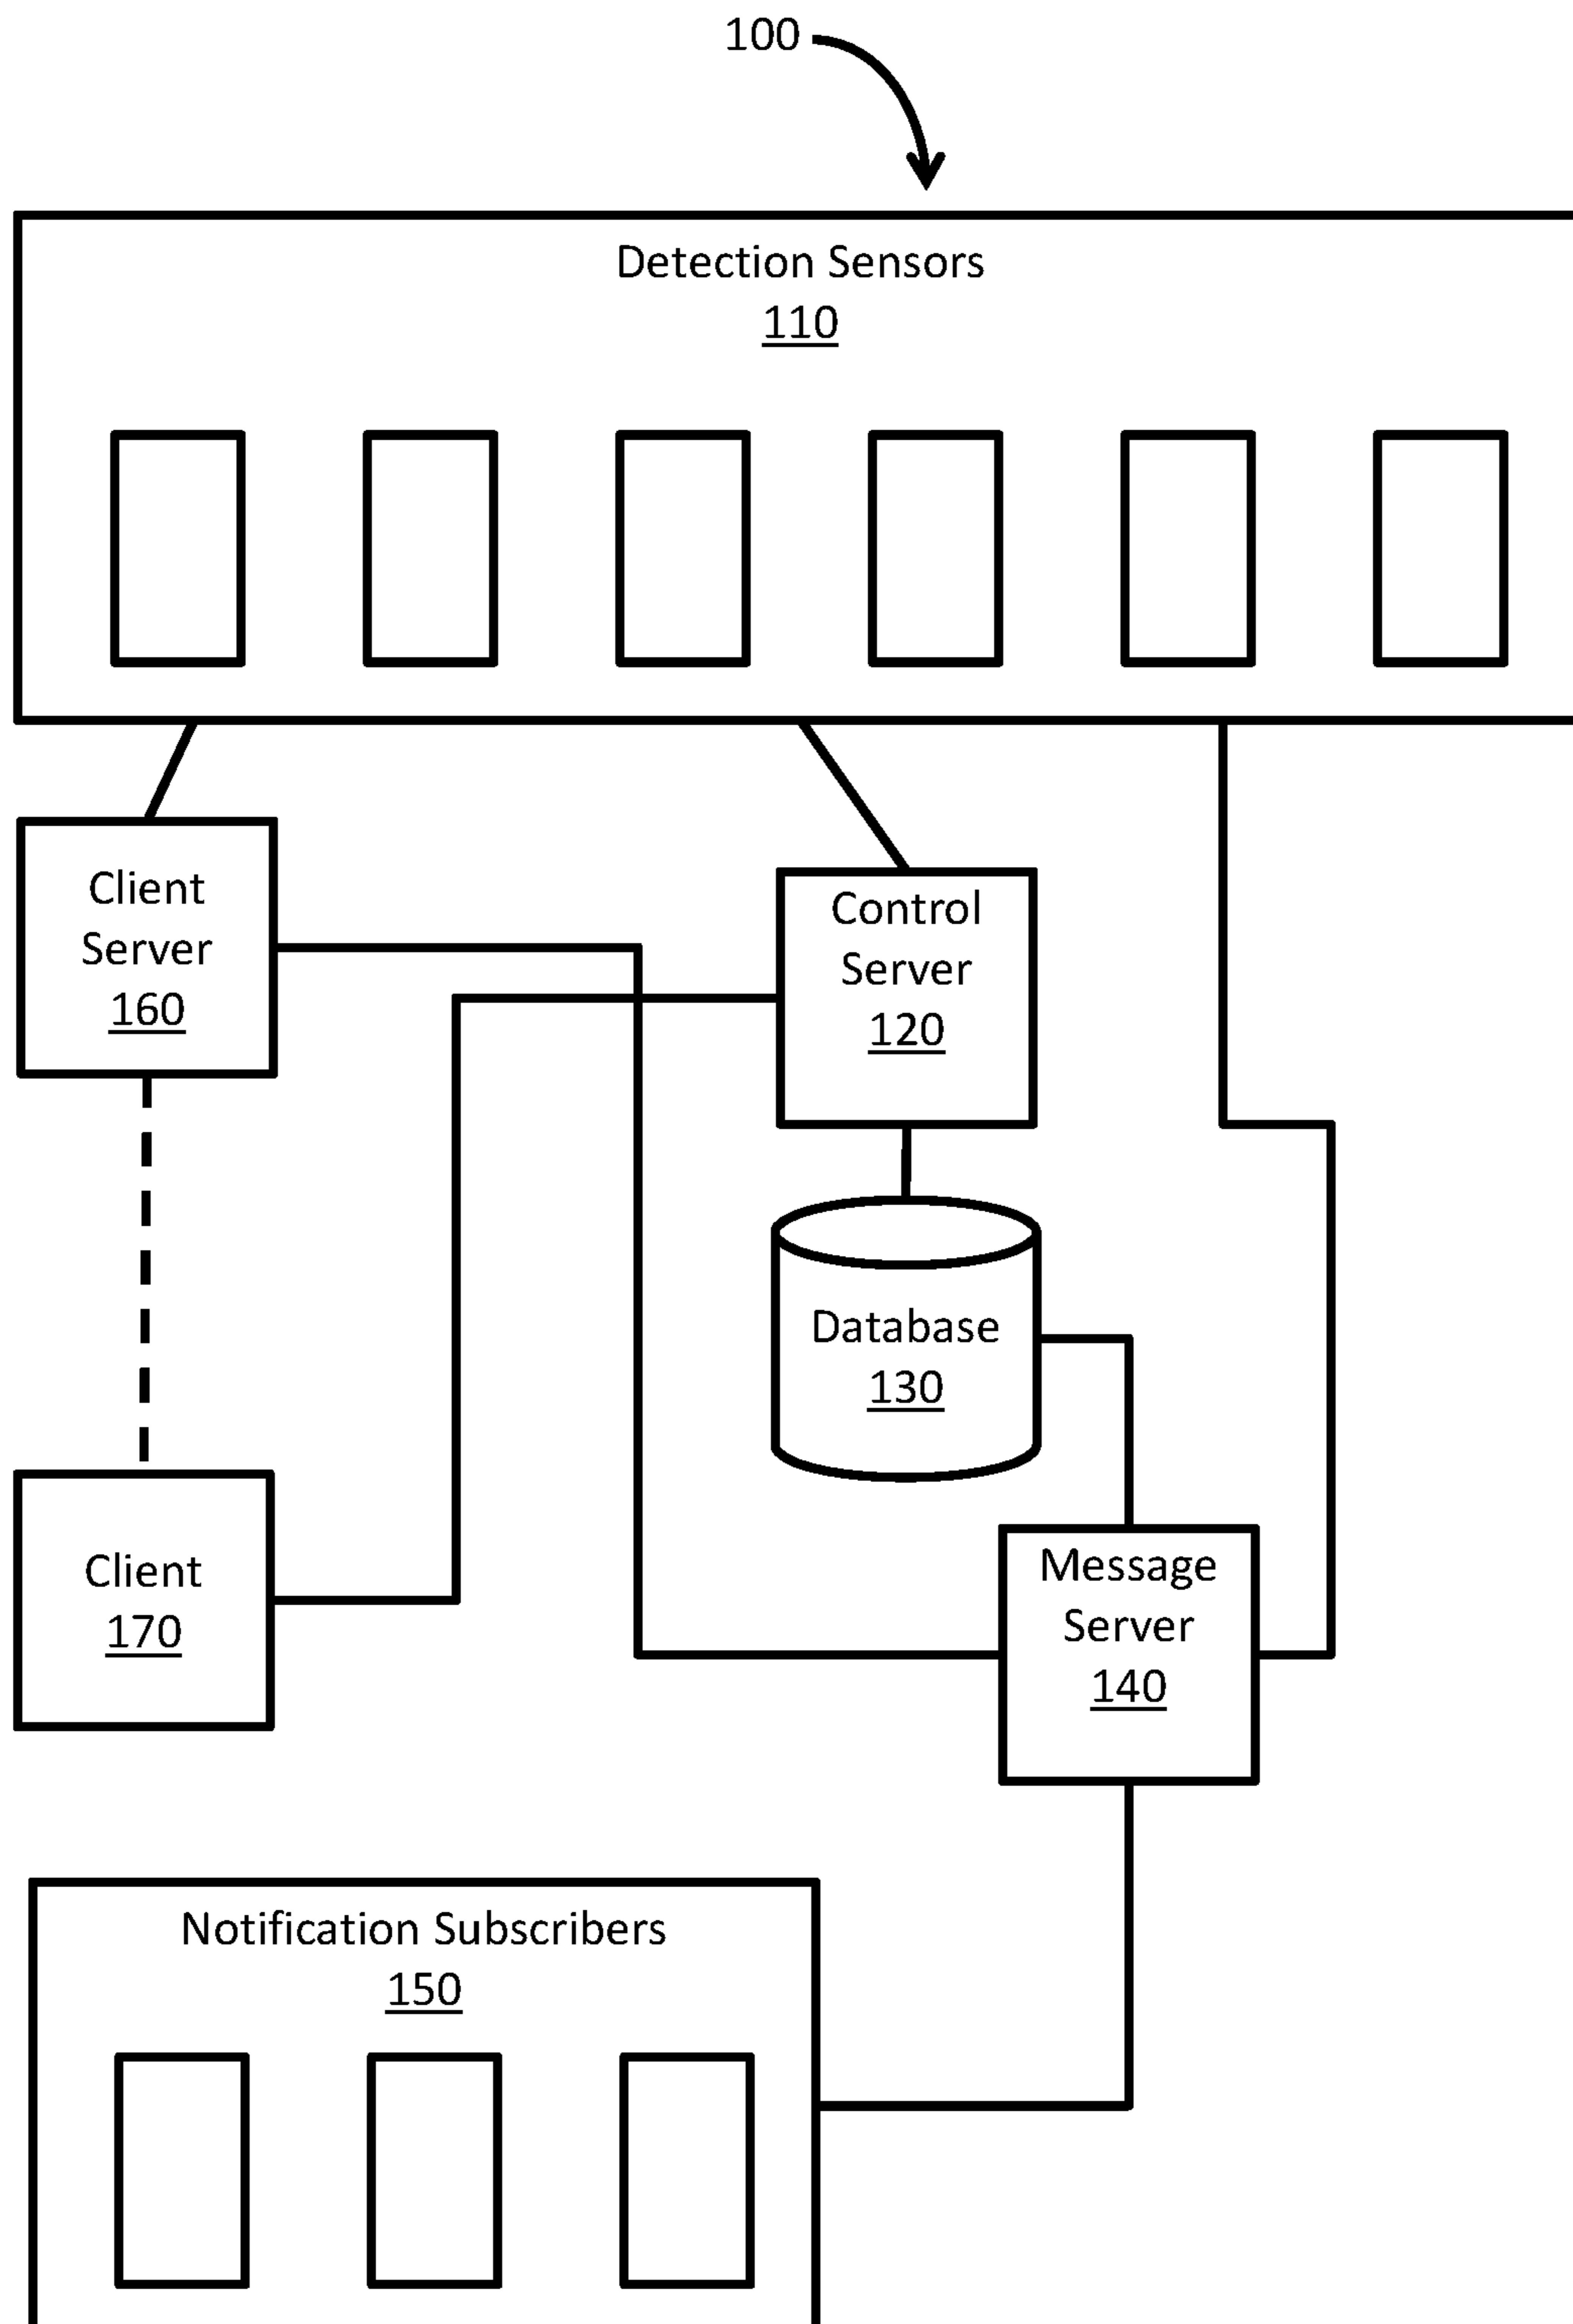 100
Detection Sensors
110
Client
Server
160
Control
Server
120
Database
130
Client
170
Message
Server
140
Notification Subscribers
150